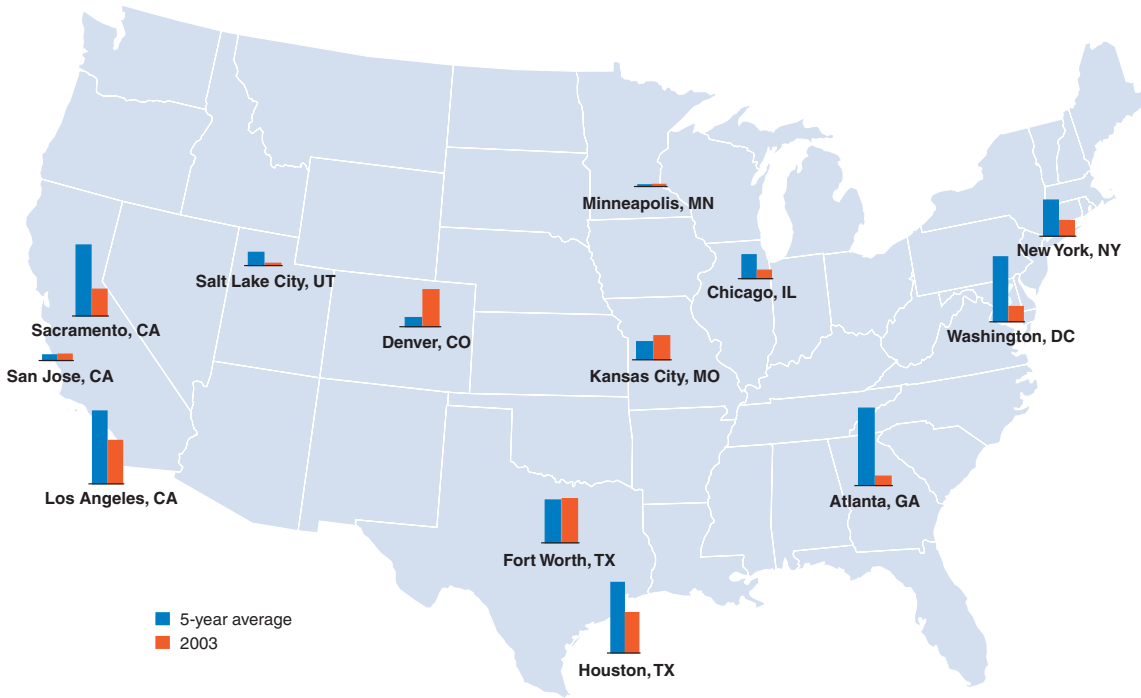 Minneapolis, MN
New York, NY
Salt Lake City, UT
Chicago, IL
Sacramento, CA
Denver, CO
Washington, DC
San Jose, CA
Kansas City, MO
Los Angeles, CA
Atlanta, GA
Fort Worth, TX
5-year average
2003
Houston, TX